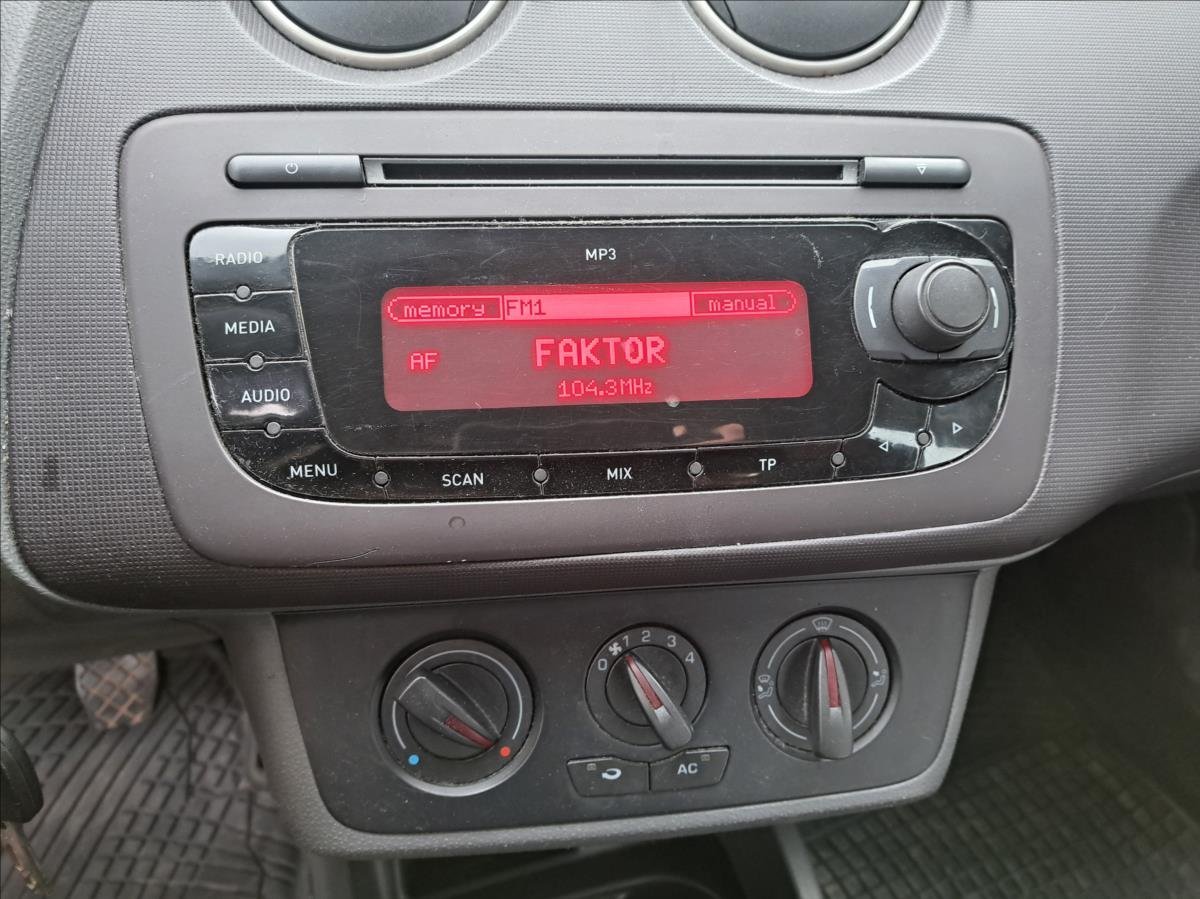 RADIO
MP3
MEDIA
AUDIO
MENU
SCAN
MIX
TP
memory FM1 manual
AF FAKTOR
104.3MHz
0 1 2 3 4
AC